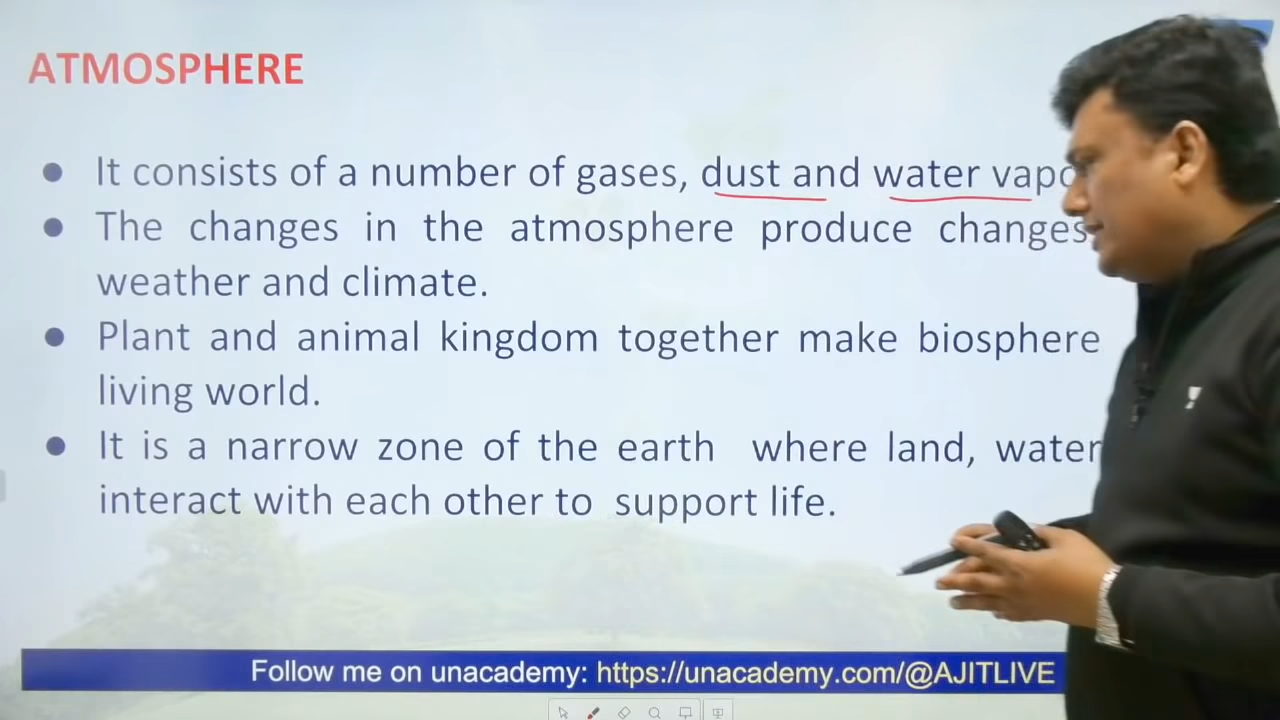 ATMOSPHERE
• It consists of a number of gases, dust and water
• The changes in the atmosphere produce changes
weather and climate.
• Plant and animal kingdom together make biosphere
living world.
• It is a narrow zone of the earth where land, water
interact with each other to support life.
Follow me on unacademy: https://unacademy.com/@AJITLIVE